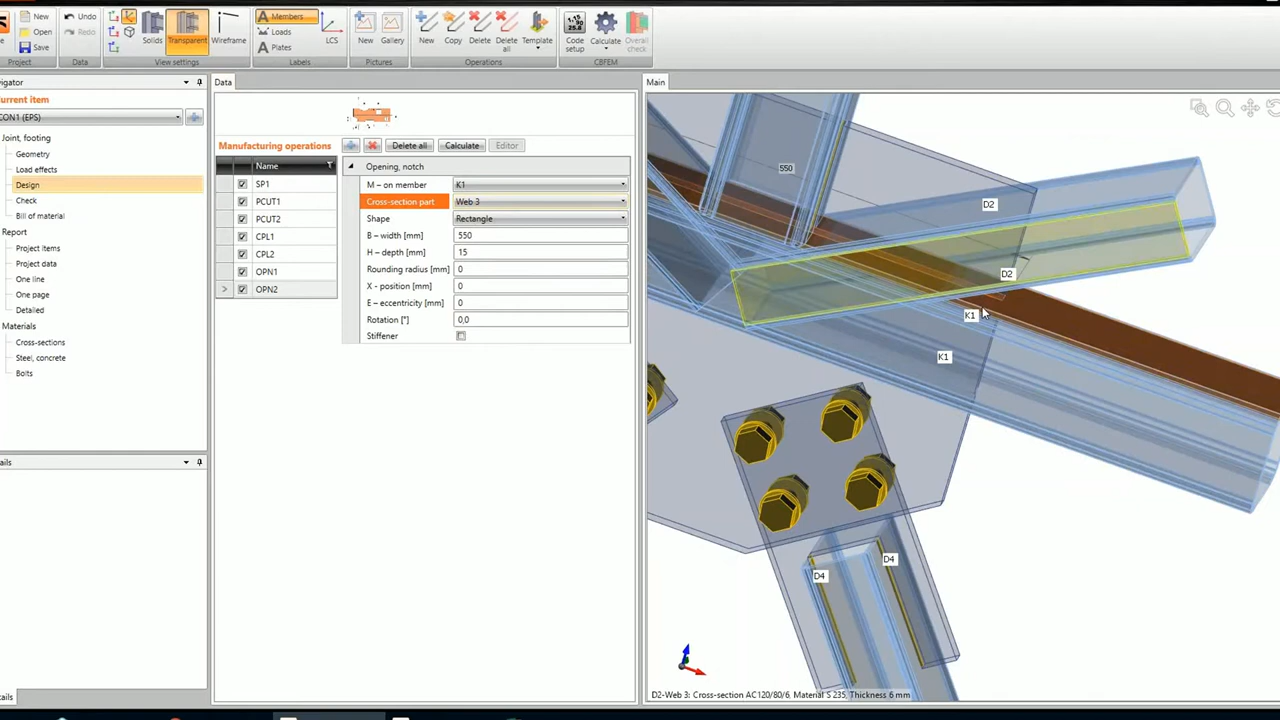 New
Open
Save
Project
Undo
Redo
Data
Solids
Transparent
Wireframe
View settings
Members
Loads
Plates
LCS
Labels
New
Gallery
Pictures
New
Copy
Delete
Delete all
Template
Operations
Code setup
Calculate
Overall check
CBFEM
vigator
urrent item
CON1 (EPS)
Joint, footing
Geometry
Load effects
Design
Check
Bill of material
Report
Project items
Project data
One line
One page
Detailed
Materials
Cross-sections
Steel, concrete
Bolts
tails
etails
Data
Manufacturing operations
Delete all
Calculate
Editor
Name
SP1
PCUT1
PCUT2
CPL1
CPL2
OPN1
OPN2
Opening, notch
M – on member K1
Cross-section part Web 3
Shape Rectangle
B – width [mm] 550
H – depth [mm] 15
Rounding radius [mm] 0
X - position [mm] 0
E – eccentricity [mm] 0
Rotation [°] 0,0
Stiffener
Main
550
D2
D2
K1
K1
D4
D4
D2-Web 3: Cross-section AC120/80/6, Material S 235, Thickness 6 mm